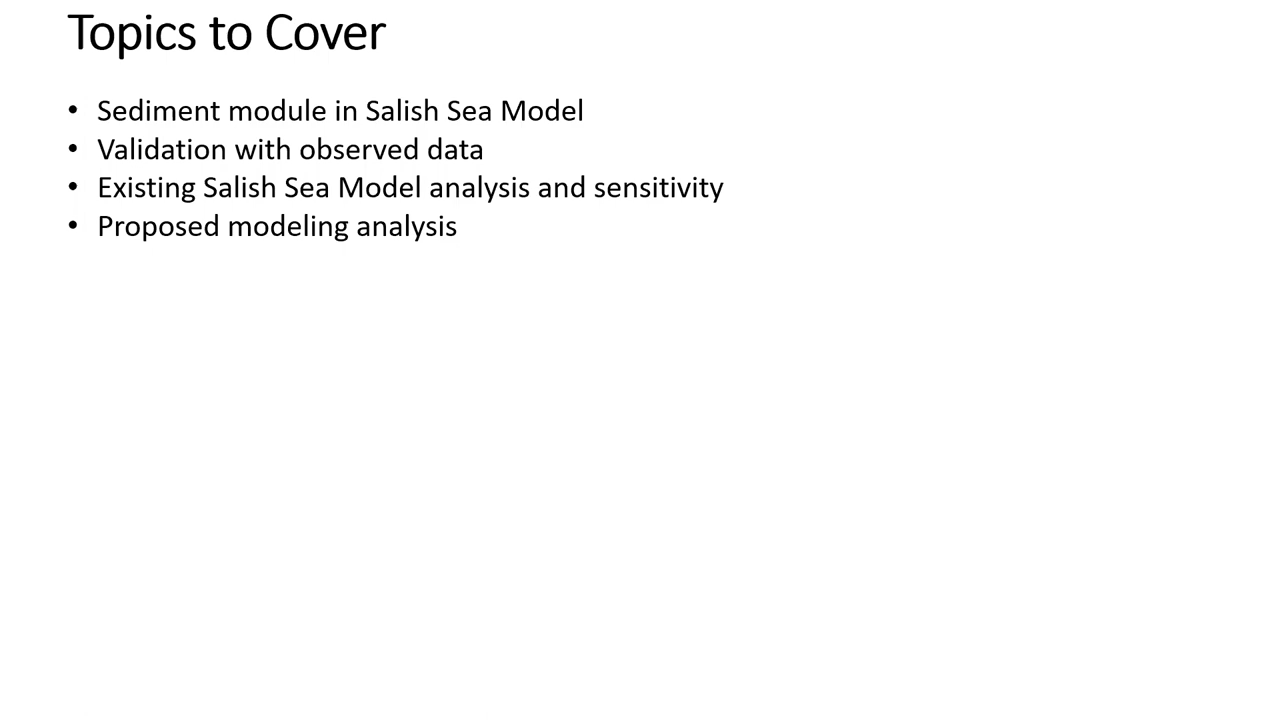 Topics to Cover
• Sediment module in Salish Sea Model
• Validation with observed data
• Existing Salish Sea Model analysis and sensitivity
• Proposed modeling analysis